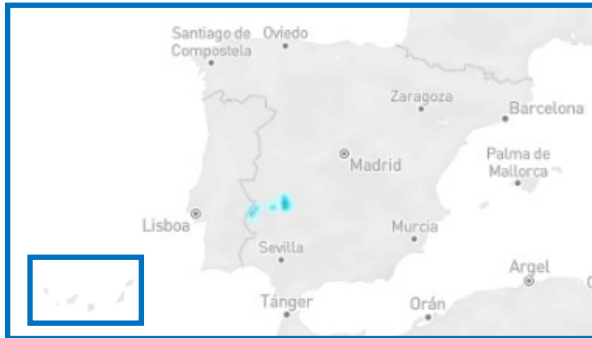 Santiago de
Compostela
Oviedo
Zaragoza
Barcelona
Madrid
Palma de
Mallorca
Lisboa
Murcia
Sevilla
Argel
Tánger
Orán